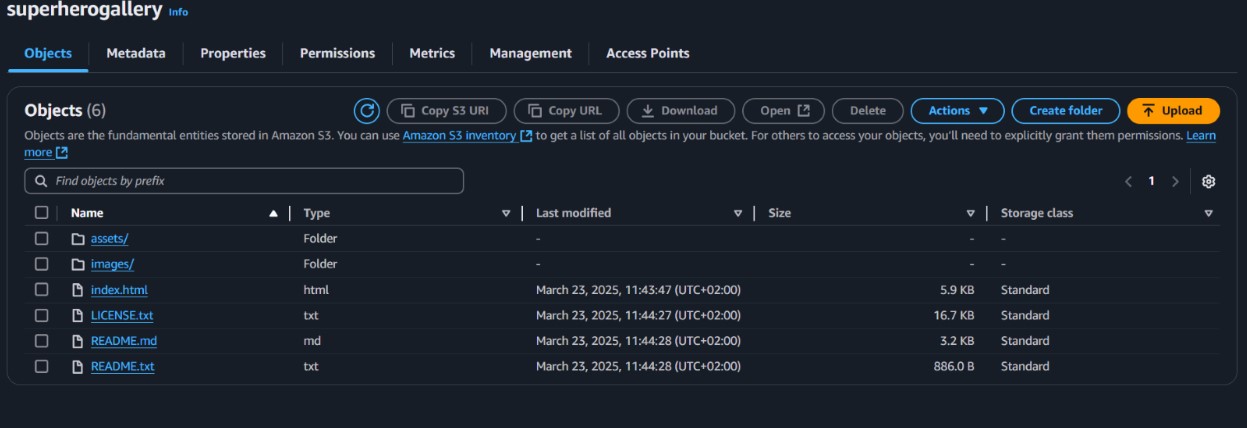 superherogallery Info
Objects Metadata Properties Permissions Metrics Management Access Points
Objects (6) Copy S3 URI Copy URL Download Open Delete Actions Create folder Upload
Objects are the fundamental entities stored in Amazon S3. You can use Amazon S3 inventory to get a list of all objects in your bucket. For others to access your objects, you'll need to explicitly grant them permissions. Learn
more
Find objects by prefix 1
Name Type Last modified Size Storage class
assets/ Folder - - -
images/ Folder - - -
index.html html March 23, 2025, 11:43:47 (UTC+02:00) 5.9 KB Standard
LICENSE.txt txt March 23, 2025, 11:44:27 (UTC+02:00) 16.7 KB Standard
README.md md March 23, 2025, 11:44:28 (UTC+02:00) 3.2 KB Standard
README.txt txt March 23, 2025, 11:44:28 (UTC+02:00) 886.0 B Standard